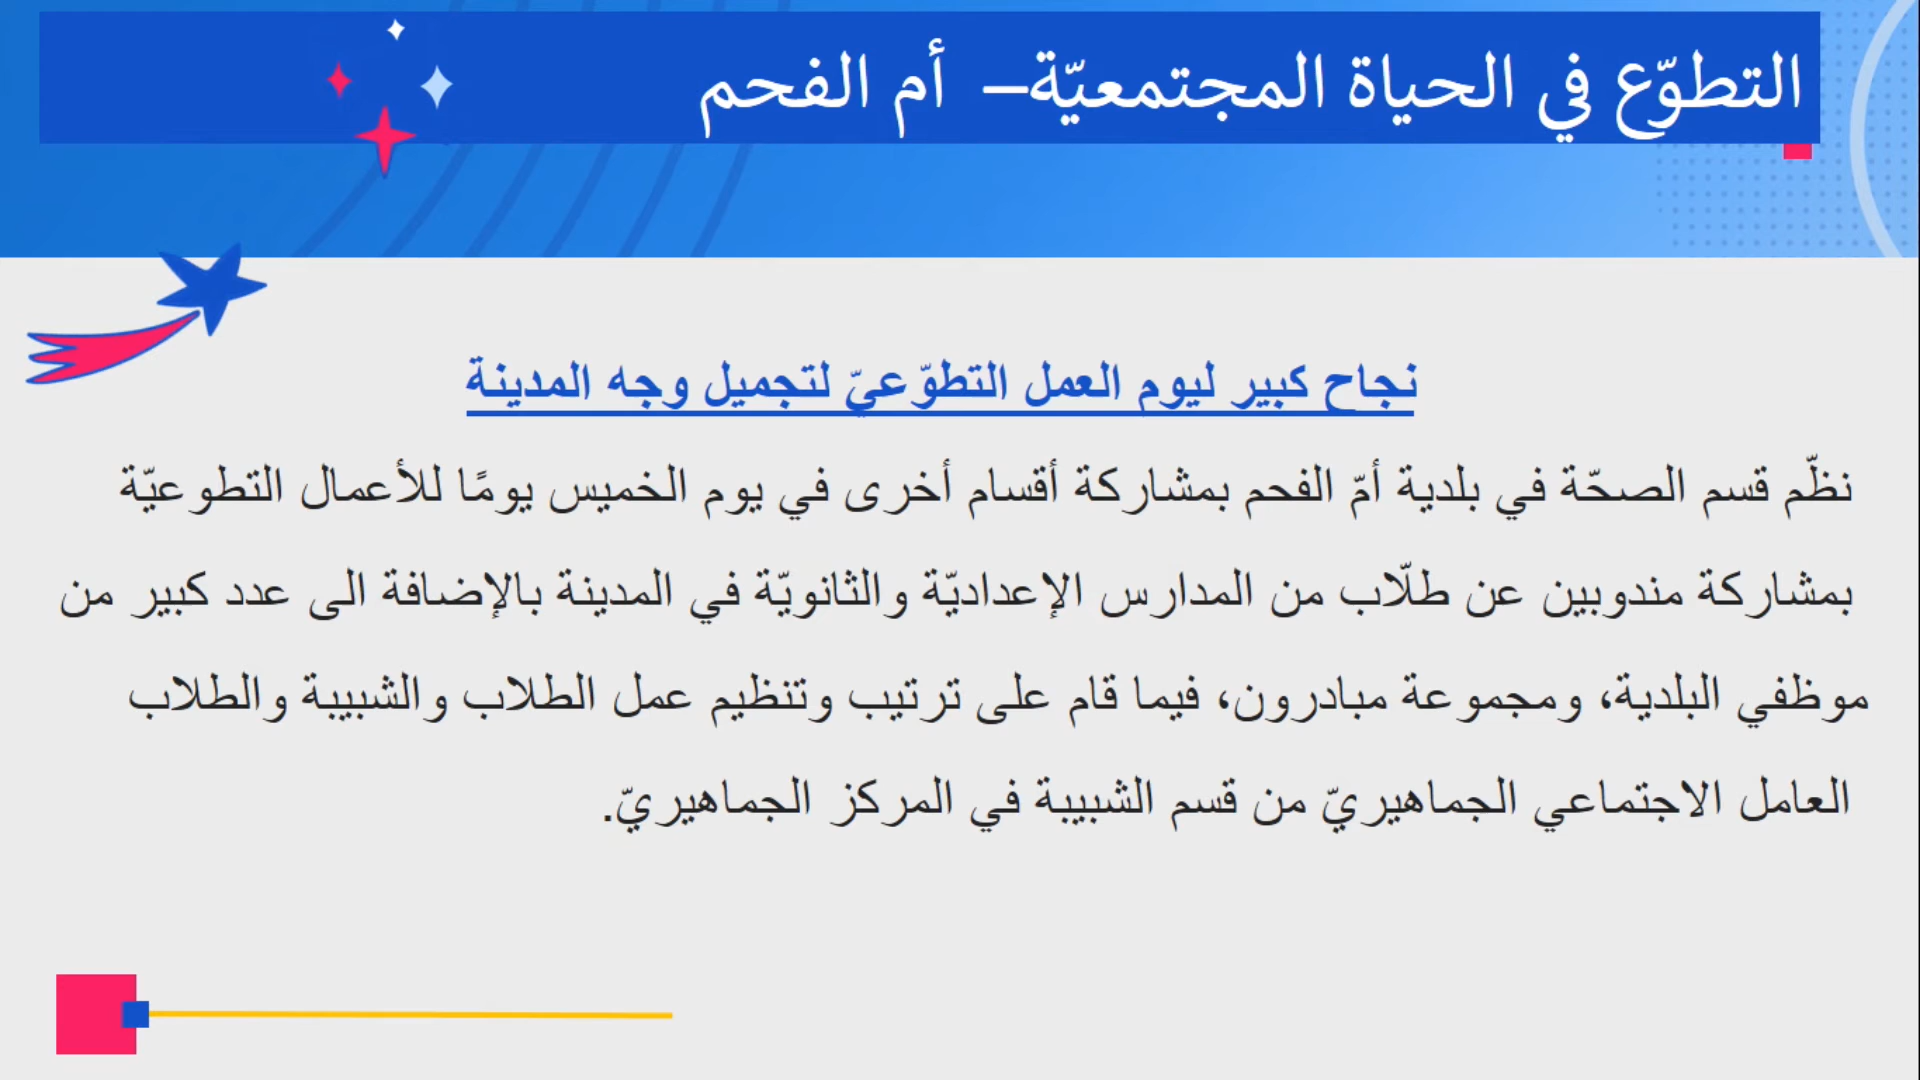 التطوّع في الحياة المجتمعيّة– أم الفحم
نجاح كبير ليوم العمل التطوّعيّ لتجميل وجه المدينة
نظّم قسم الصحّة في بلدية أمّ الفحم بمشاركة أقسام أخرى في يوم الخميس يومًا للأعمال التطوعيّة
بمشاركة مندوبين عن طلّاب من المدارس الإعداديّة والثانويّة في المدينة بالإضافة الى عدد كبير من
موظفي البلدية، ومجموعة مبادرون، فيما قام على ترتيب وتنظيم عمل الطلاب والشبيبة والطلاب
العامل الاجتماعي الجماهيريّ من قسم الشبيبة في المركز الجماهيريّ.